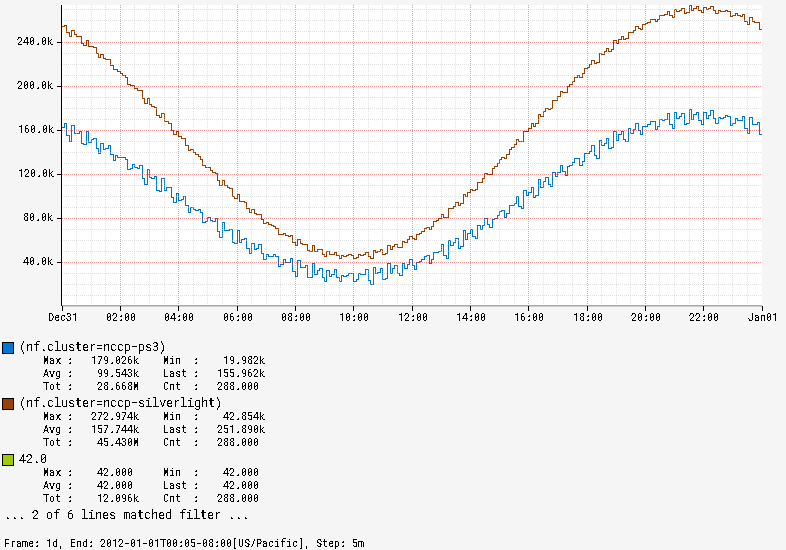 240.0k
200.0k
160.0k
120.0k
80.0k
40.0k
Dec31 02:00 04:00 06:00 08:00 10:00 12:00 14:00 16:00 18:00 20:00 22:00 Jan01
(nf.cluster=nccp-ps3)
Max : 179.026k Min : 19.982k
Avg : 99.543k Last : 155.962k
Tot : 28.668M Cnt : 288.000
(nf.cluster=nccp-silverlight)
Max : 272.974k Min : 42.854k
Avg : 157.744k Last : 251.890k
Tot : 45.430M Cnt : 288.000
42.0
Max : 42.000 Min : 42.000
Avg : 42.000 Last : 42.000
Tot : 12.096k Cnt : 288.000
... 2 of 6 lines matched filter ...
Frame: 1d, End: 2012-01-01T00:05-08:00[US/Pacific], Step: 5m